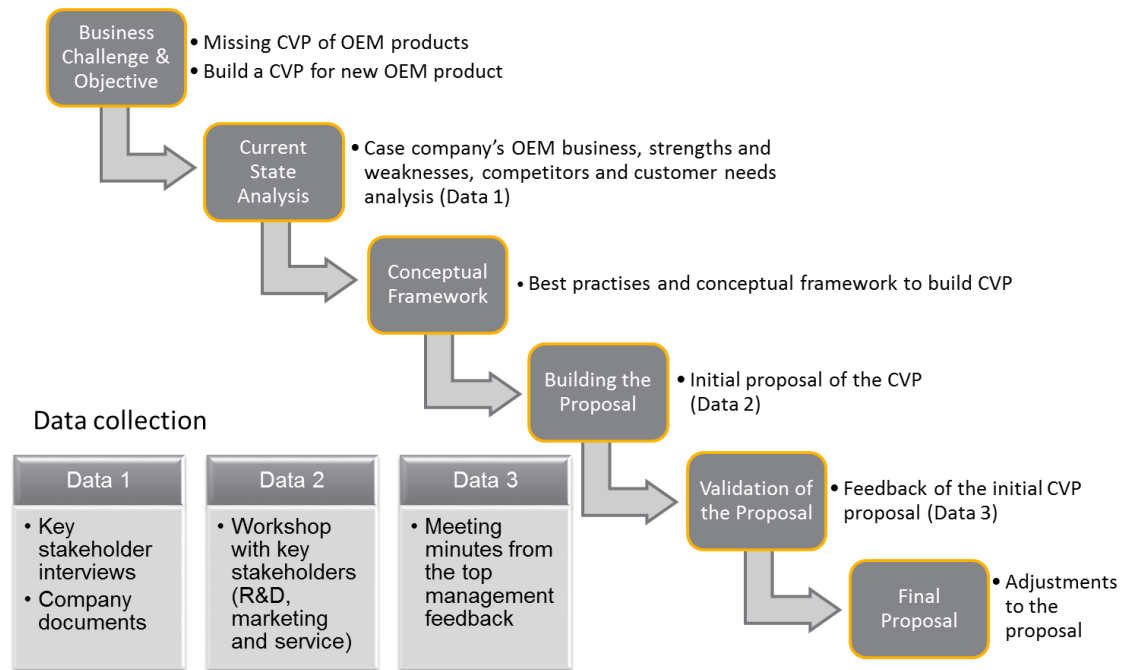 Business
Challenge &
Objective
• Missing CVP of OEM products
• Build a CVP for new OEM product
Current
State
Analysis
• Case company’s OEM business, strengths and
weaknesses, competitors and customer needs
analysis (Data 1)
Conceptual
Framework
• Best practises and conceptual framework to build CVP
Building the
Proposal
• Initial proposal of the CVP
(Data 2)
Validation of
the Proposal
• Feedback of the initial CVP
proposal (Data 3)
Final
Proposal
• Adjustments
to the
proposal
Data collection
Data 1
• Key
stakeholder
interviews
• Company
documents
Data 2
• Workshop
with key
stakeholders
(R&D,
marketing
and service)
Data 3
• Meeting
minutes from
the top
management
feedback